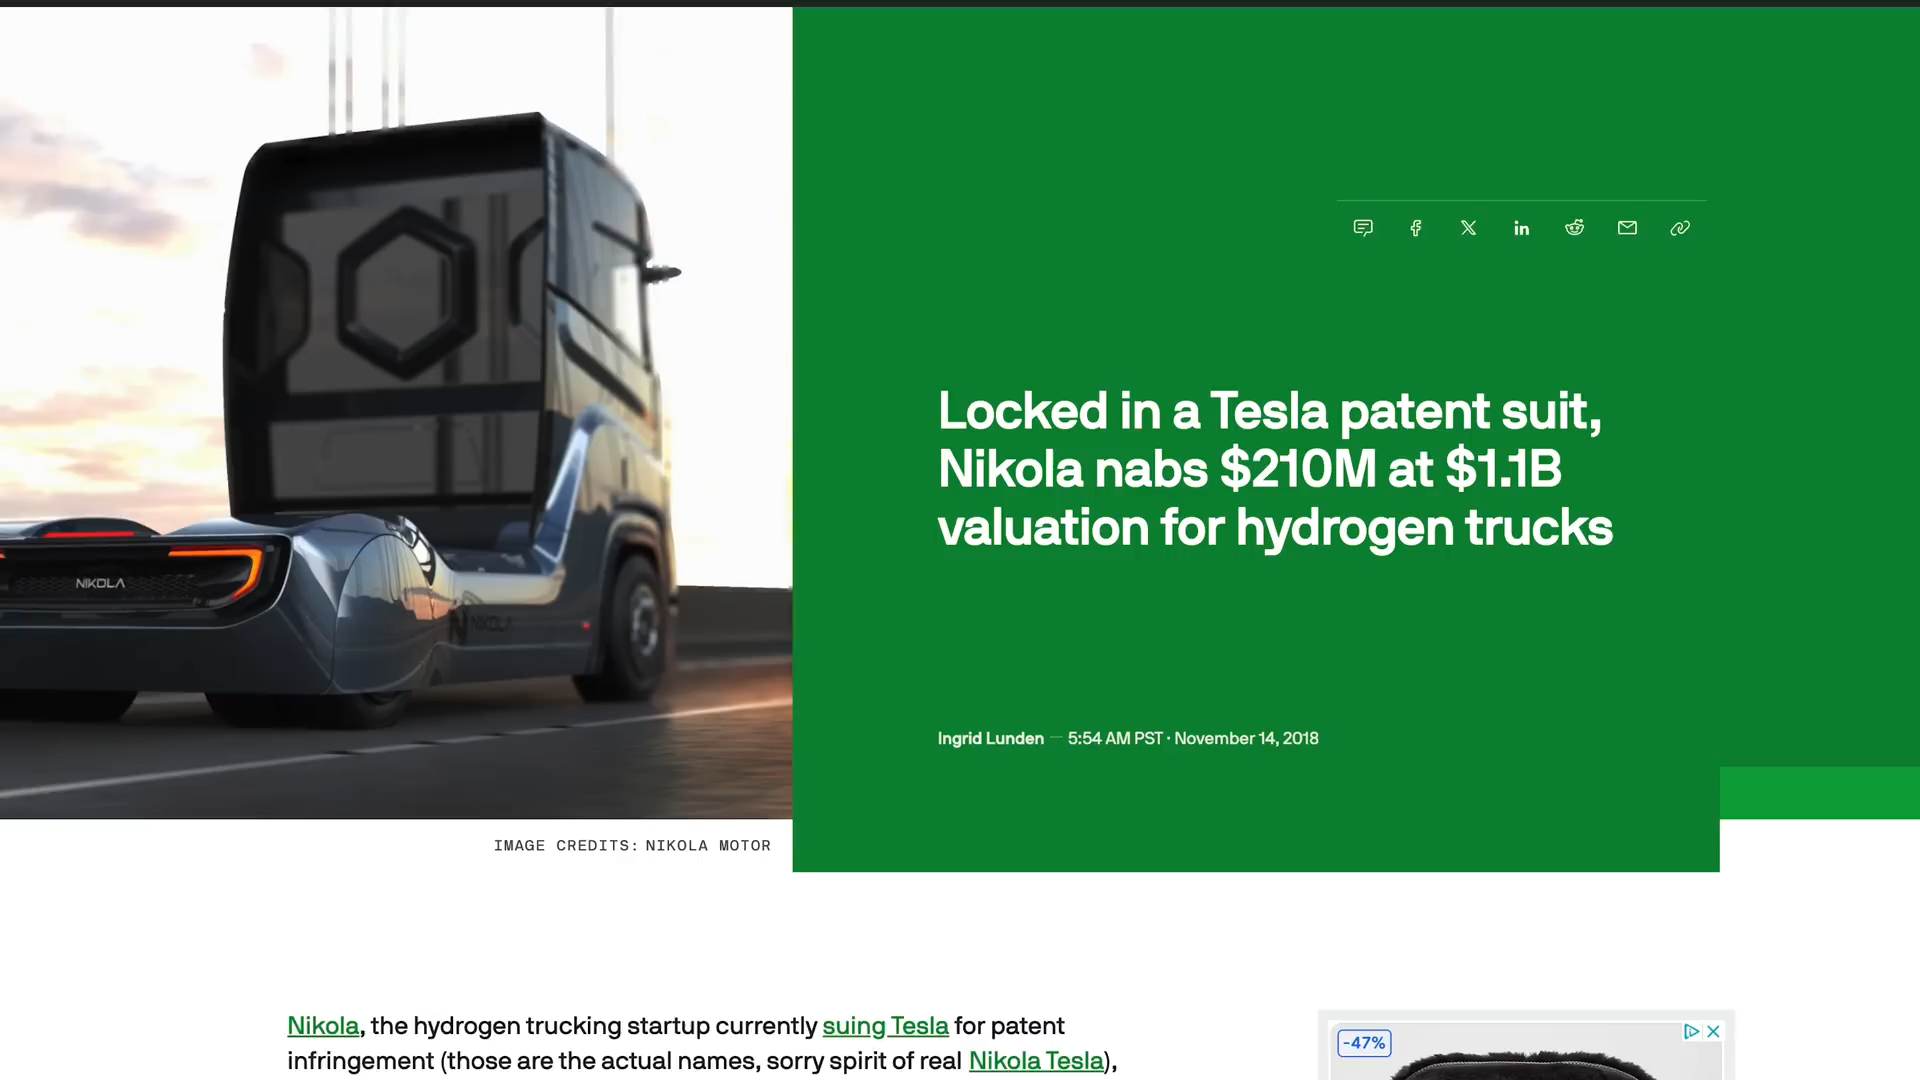 Locked in a Tesla patent suit,
Nikola nabs $210M at $1.1B
valuation for hydrogen trucks
Ingrid Lunden — 5:54 AM PST · November 14, 2018
NIKOLA
NIKOLA
IMAGE CREDITS: NIKOLA MOTOR
Nikola, the hydrogen trucking startup currently suing Tesla for patent
infringement (those are the actual names, sorry spirit of real Nikola Tesla),
-47%